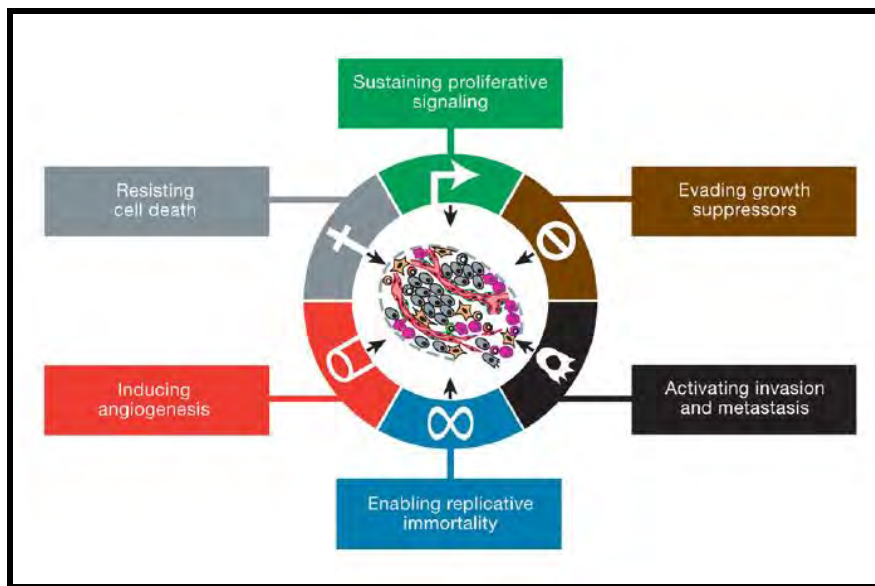 Sustaining proliferative
signaling
Resisting
cell death
Evading growth
suppressors
Inducing
angiogenesis
Activating invasion
and metastasis
Enabling replicative
immortality